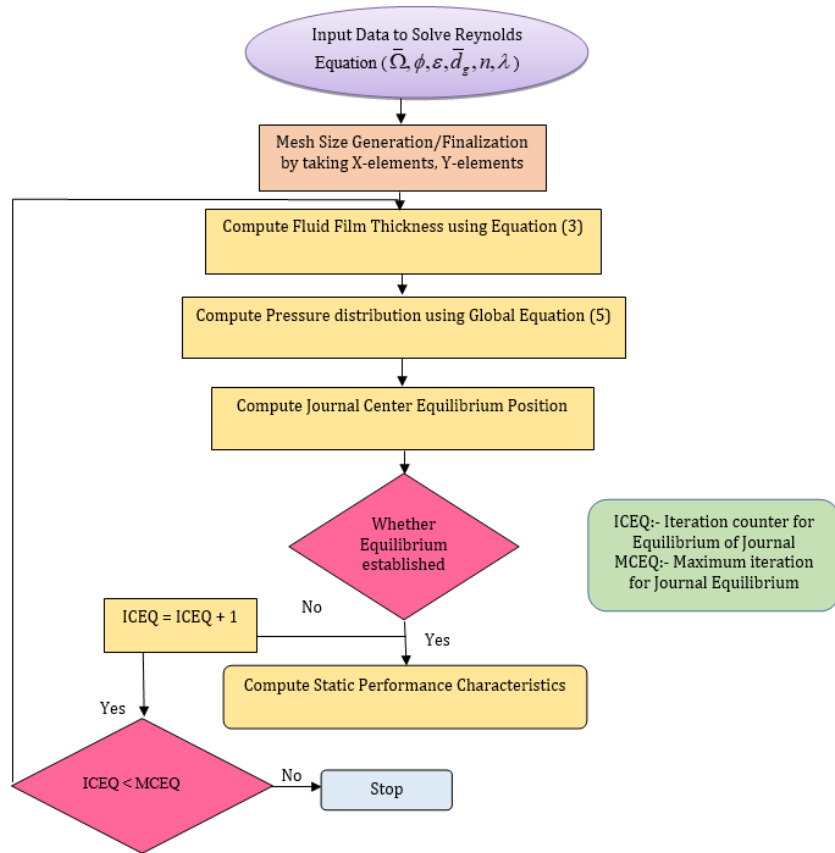 Input Data to Solve Reynolds
Equation ( Ω̄, ϕ, ε, d̄g, n, λ )
Mesh Size Generation/Finalization
by taking X-elements, Y-elements
Compute Fluid Film Thickness using Equation (3)
Compute Pressure distribution using Global Equation (5)
Compute Journal Center Equilibrium Position
Whether
Equilibrium
established
ICEQ:- Iteration counter for
Equilibrium of Journal
MCEQ:- Maximum iteration
for Journal Equilibrium
No
ICEQ = ICEQ + 1
Yes
Compute Static Performance Characteristics
Yes
ICEQ < MCEQ
No
Stop